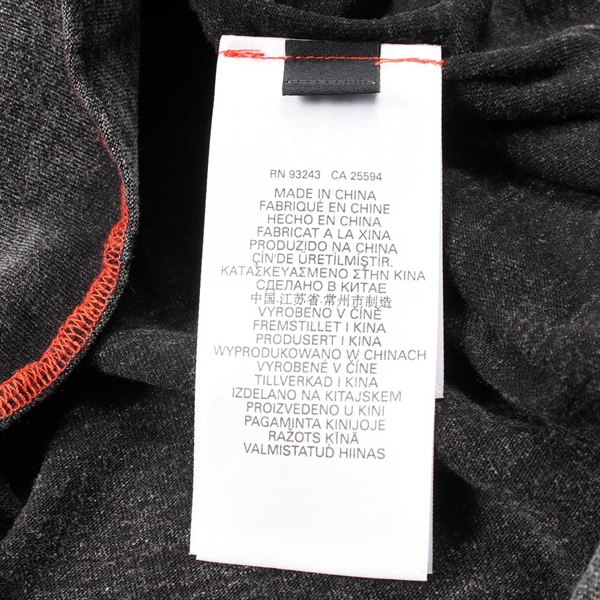 RN 93243 CA 25594
MADE IN CHINA
FABRIQUÉ EN CHINE
HECHO EN CHINA
FABRICAT A LA XINA
PRODUZIDO NA CHINA
ÇİN'DE ÜRETİLMİŞTİR.
ΚΑΤΑΣΚΕΥΑΣΜΕΝΟ ΣΤΗΝ ΚΙΝΑ
СДЕЛАНО В КИТАЕ
中国.江苏省.常州市制造
VYROBENO V ČÍNE
FREMSTILLET I KINA
PRODUSERT I KINA
WYPRODUKOWANO W CHINACH
VYROBENÉ V ČÍNE
TILLVERKAD I KINA
IZDELANO NA KITAJSKEM
PROIZVEDENO U KINI
PAGAMINTA KINIJOJE
RAŽOTS ĶĪNĀ
VALMISTATUD HIINAS